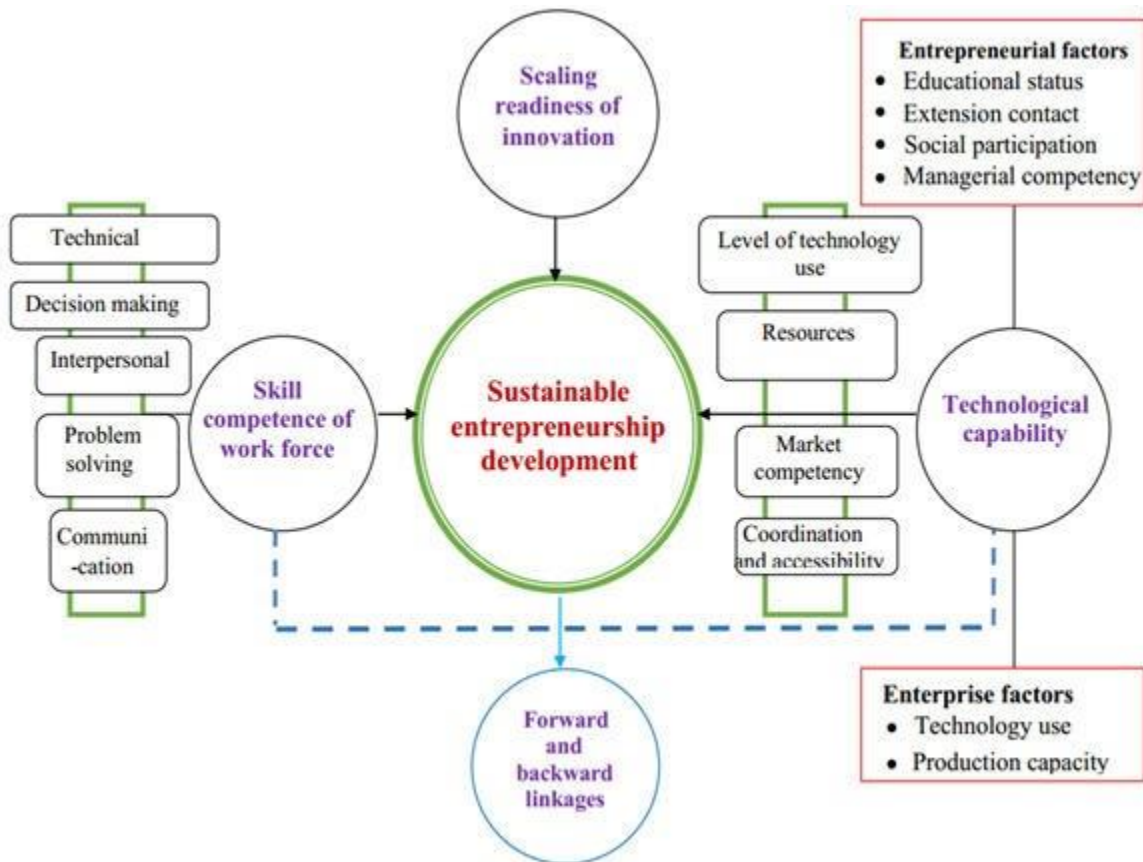 Scaling
readiness of
innovation
Entrepreneurial factors
• Educational status
• Extension contact
• Social participation
• Managerial competency
Technical
Decision making
Interpersonal
Problem
solving
Communi
-cation
Skill
competence of
work force
Sustainable
entrepreneurship
development
Level of technology
use
Resources
Market
competency
Coordination
and accessibility
Technological
capability
Forward
and
backward
linkages
Enterprise factors
• Technology use
• Production capacity